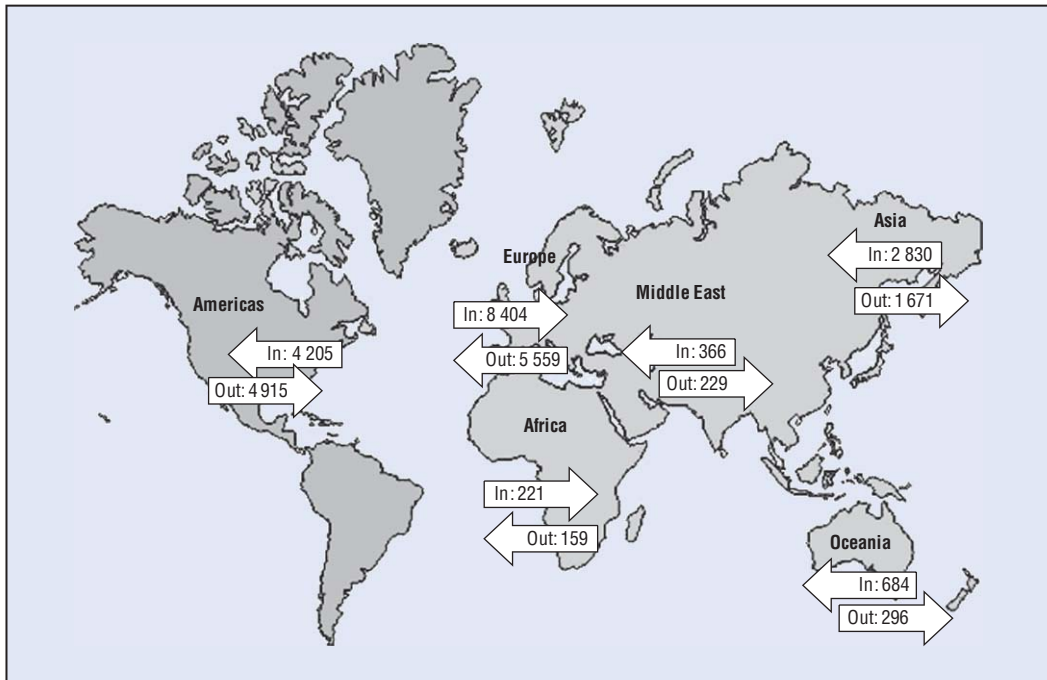 Asia
In: 2 830
Out: 1 671
Europe
Middle East
In: 8 404
Out: 5 559
In: 366
Out: 229
Americas
In: 4 205
Out: 4 915
Africa
In: 221
Out: 159
Oceania
In: 684
Out: 296